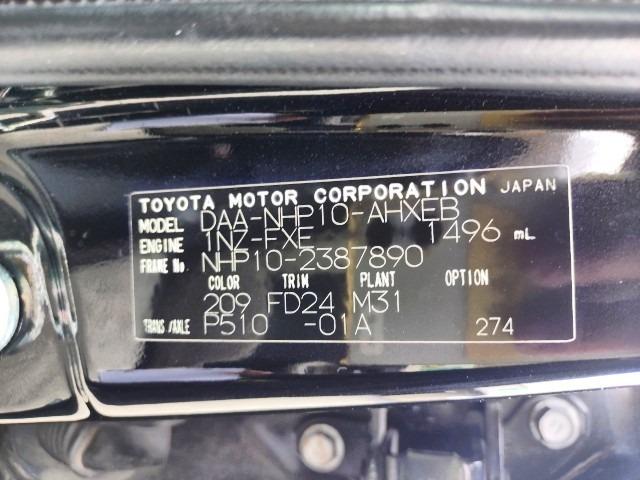 TOYOTA MOTOR CORPORATION JAPAN
MODEL DAA-NHP10-AHXEB
ENGINE 1NZ-FXE 1496 mL
FRAME No. NHP10-2387890
COLOR TRIM PLANT OPTION
209 FD24 M31
TRANS/AXLE P510 -01A 274